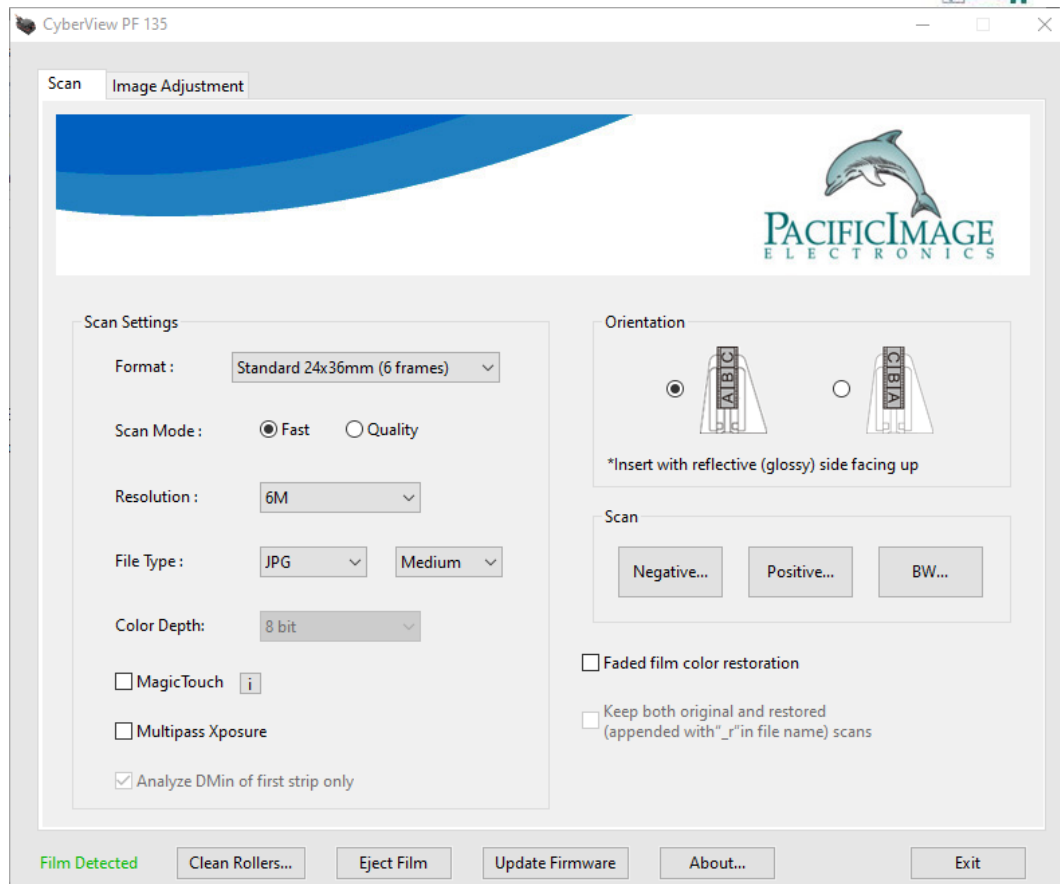 CyberView PF 135
Scan
Image Adjustment
PACIFICIMAGE
ELECTRONICS
Scan Settings
Format :
Standard 24x36mm (6 frames)
Scan Mode :
Fast
Quality
Resolution :
6M
File Type :
JPG
Medium
Color Depth:
8 bit
MagicTouch
i
Multipass Xposure
Analyze DMin of first strip only
Orientation
A B C
C B A
*Insert with reflective (glossy) side facing up
Scan
Negative...
Positive...
BW...
Faded film color restoration
Keep both original and restored
(appended with"_r"in file name) scans
Film Detected
Clean Rollers...
Eject Film
Update Firmware
About...
Exit